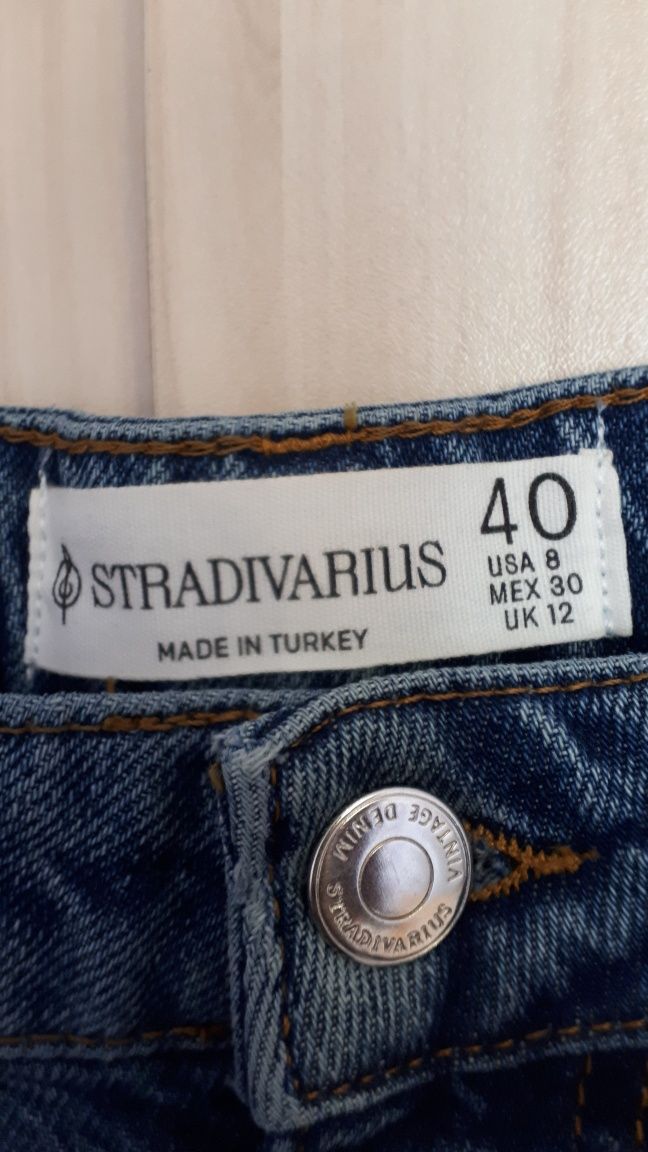 40
STRADIVARIUS
USA 8
MEX 30
UK 12
MADE IN TURKEY
VINTAGE DENIM
STRADIVARIUS